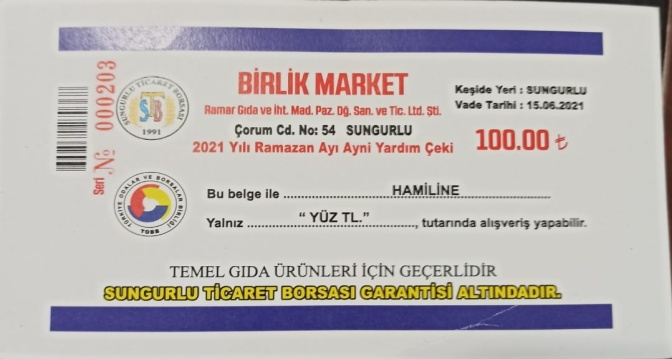 Seri № 000203
SUNGURLU TİCARET BORSASI
STB
1991
BİRLİK MARKET
Ramar Gıda ve İht. Mad. Paz. Dğ. San. ve Tic. Ltd. Şti.
Çorum Cd. No: 54 SUNGURLU
2021 Yılı Ramazan Ayı Ayni Yardım Çeki
Keşide Yeri : SUNGURLU
Vade Tarihi : 15.06.2021
100.00 ₺
TÜRKİYE ODALAR VE BORSALAR BİRLİĞİ
TOBB
Bu belge ile ........ HAMİLİNE ........
Yalnız ........ “ YÜZ TL.” ........, tutarında alışveriş yapabilir.
TEMEL GIDA ÜRÜNLERİ İÇİN GEÇERLİDİR
SUNGURLU TİCARET BORSASI GARANTİSİ ALTINDADIR.